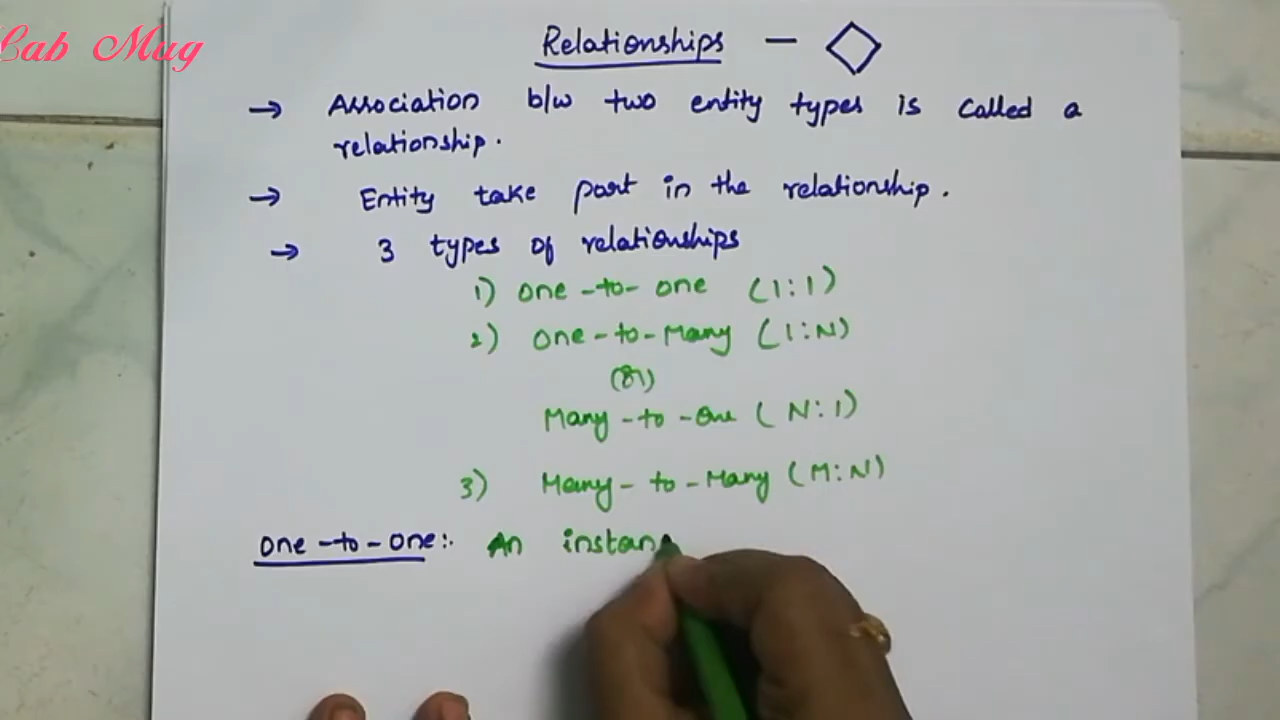 Lab Mug
Relationships - ◇
→ Association b/w two entity types is called a
relationship.
→ Entity take part in the relationship.
→ 3 types of relationships
1) One-to-one (1:1)
2) One-to-Many (1:N)
(or)
Many-to-One (N:1)
3) Many-to-Many (M:N)
One-to-one:- An instan